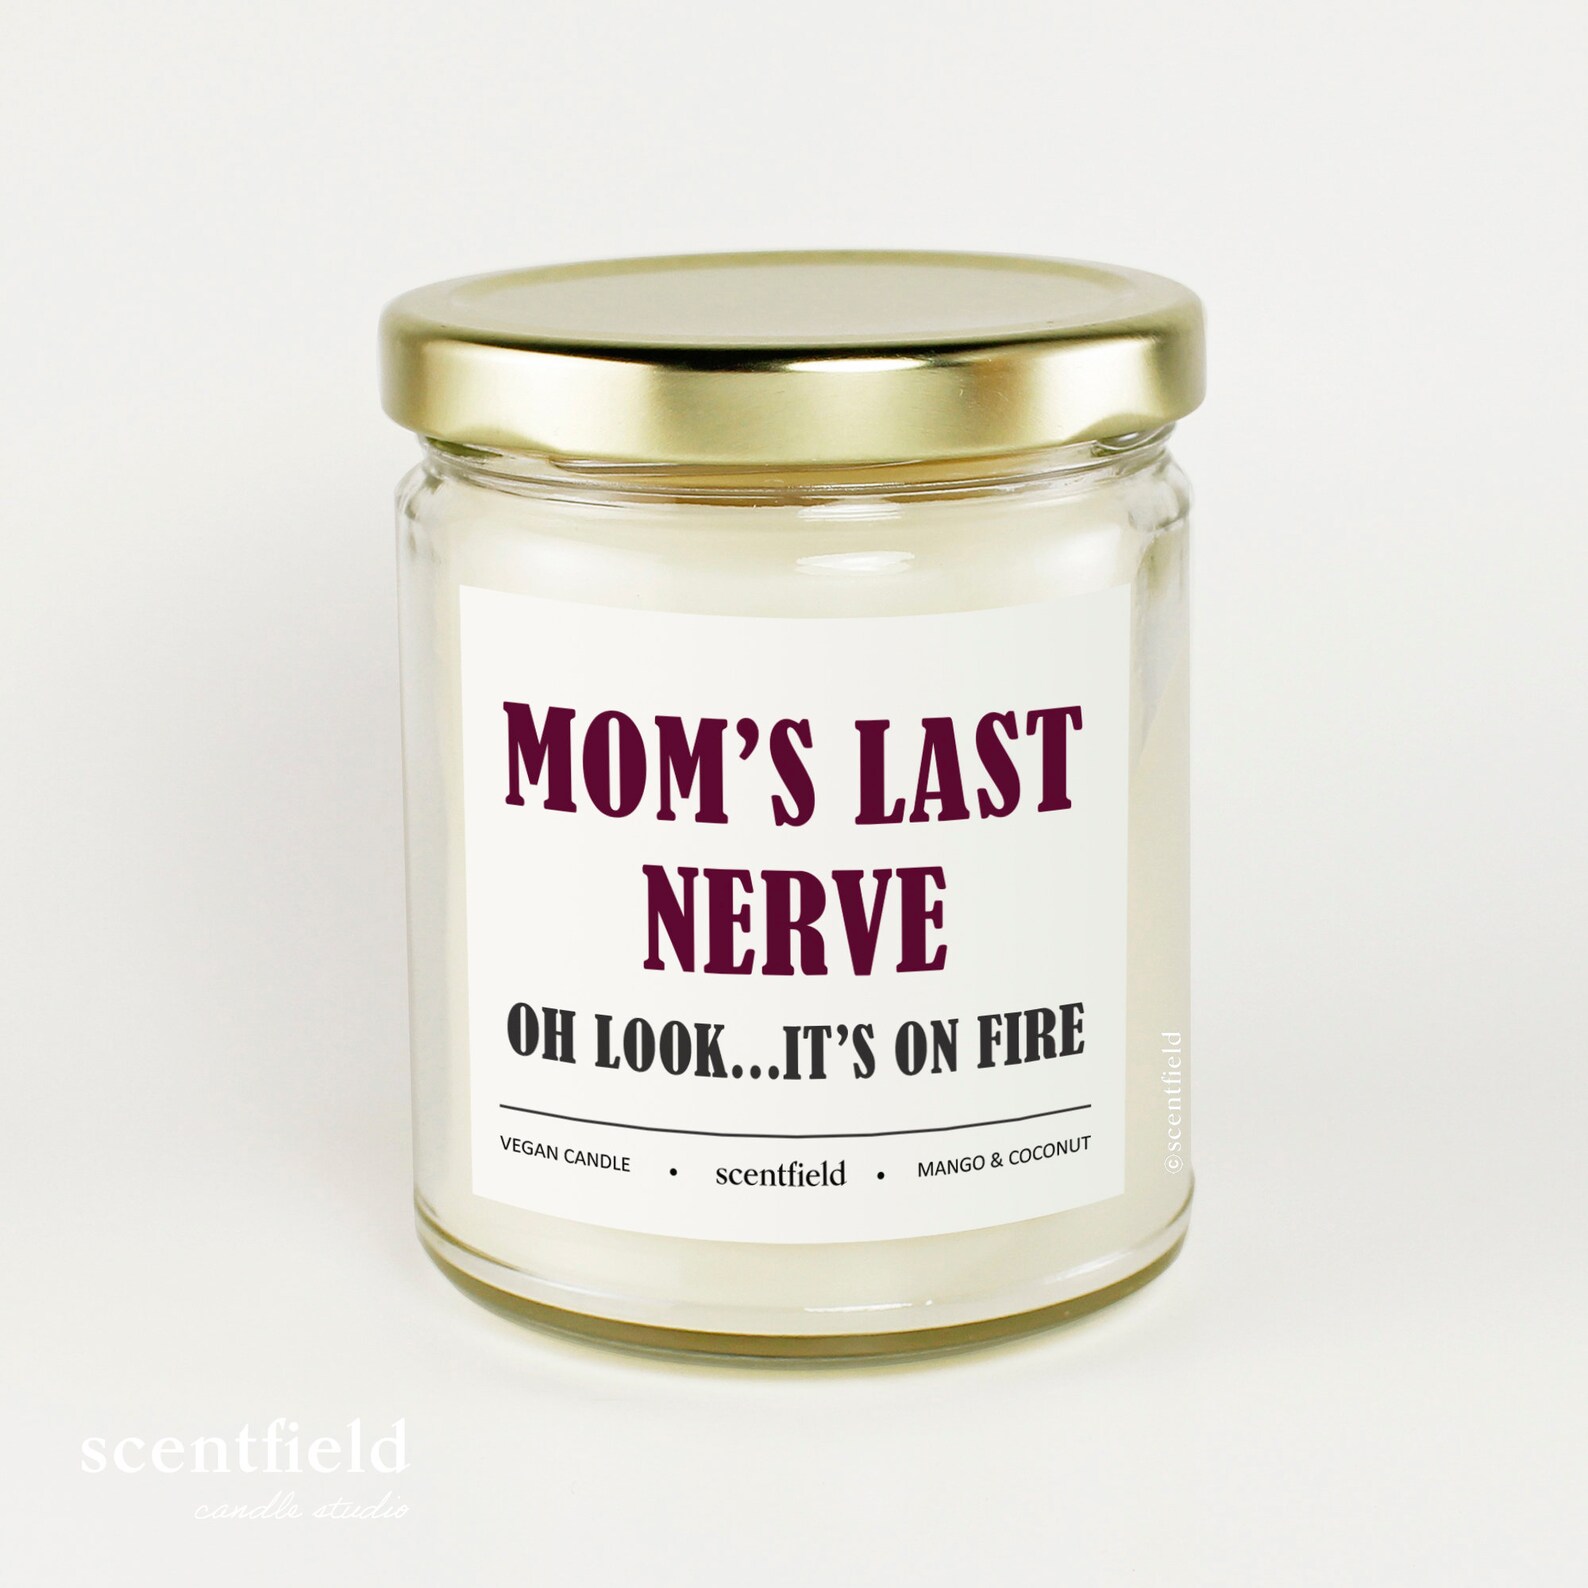 MOM’S LAST
NERVE
OH LOOK...IT’S ON FIRE
VEGAN CANDLE • scentfield • MANGO & COCONUT
©scentfield
scentfield
candle studio